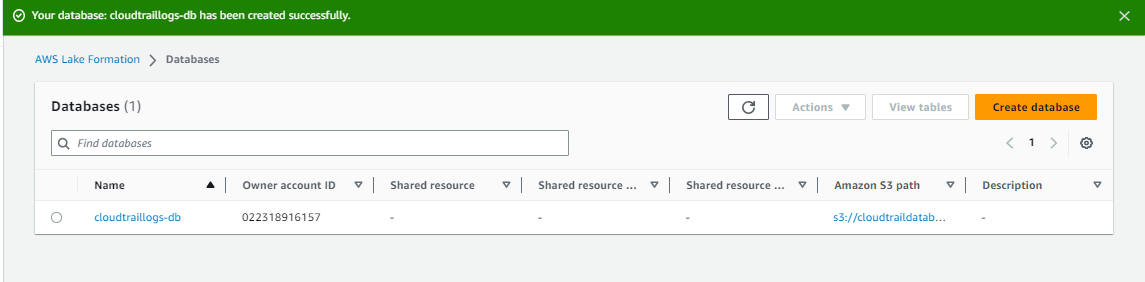 Your database: cloudtraillogs-db has been created successfully.
AWS Lake Formation > Databases
Databases (1)
Actions View tables Create database
Find databases
1
Name Owner account ID Shared resource Shared resource ... Shared resource ... Amazon S3 path Description
cloudtraillogs-db 022318916157 - - - s3://cloudtraildatab... -